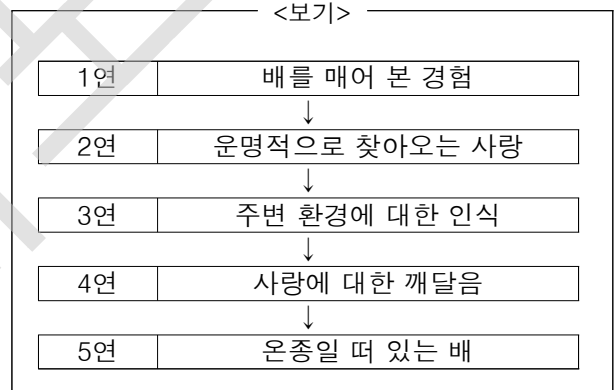 <보기>
1연 배를 매어 본 경험
↓
2연 운명적으로 찾아오는 사랑
↓
3연 주변 환경에 대한 인식
↓
4연 사랑에 대한 깨달음
↓
5연 온종일 떠 있는 배